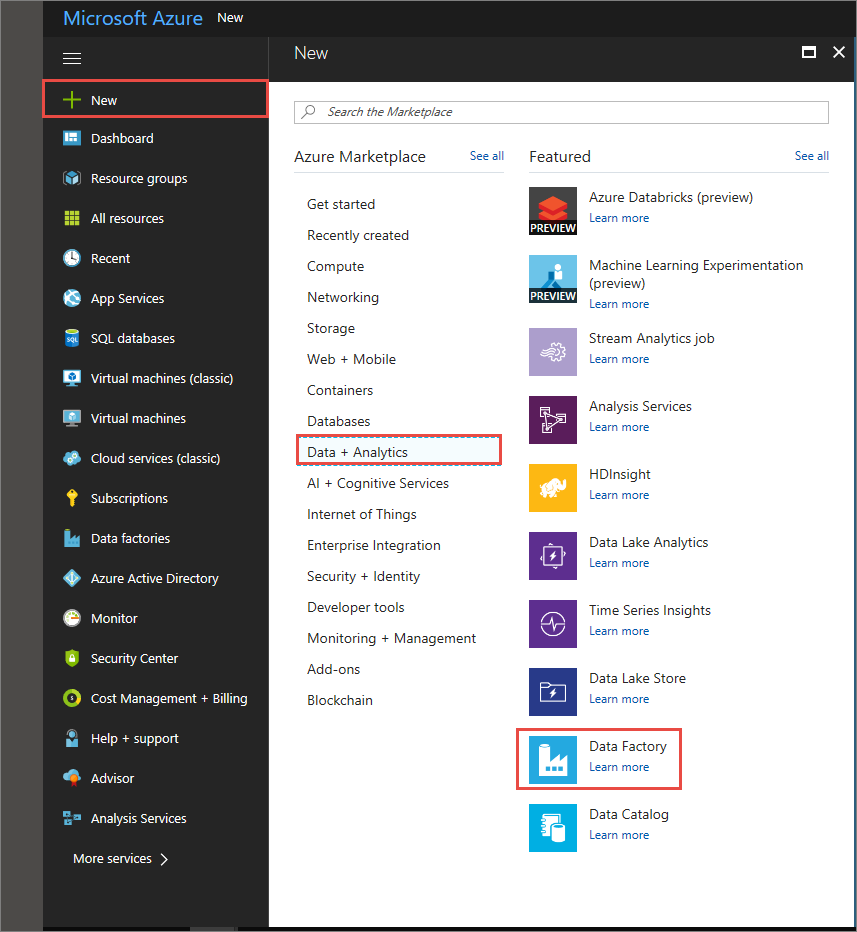 Microsoft Azure New
New
New
Dashboard
Resource groups
All resources
Recent
App Services
SQL
SQL databases
Virtual machines (classic)
Virtual machines
Cloud services (classic)
Subscriptions
Data factories
Azure Active Directory
Monitor
Security Center
$
Cost Management + Billing
Help + support
Advisor
Analysis Services
More services
Search the Marketplace
Azure Marketplace See all
Get started
Recently created
Compute
Networking
Storage
Web + Mobile
Containers
Databases
Data + Analytics
AI + Cognitive Services
Internet of Things
Enterprise Integration
Security + Identity
Developer tools
Monitoring + Management
Add-ons
Blockchain
Featured See all
Azure Databricks (preview)
Learn more
PREVIEW
Machine Learning Experimentation
(preview)
Learn more
PREVIEW
Stream Analytics job
Learn more
Analysis Services
Learn more
HDInsight
Learn more
Data Lake Analytics
Learn more
Time Series Insights
Learn more
Data Lake Store
Learn more
Data Factory
Learn more
Data Catalog
Learn more